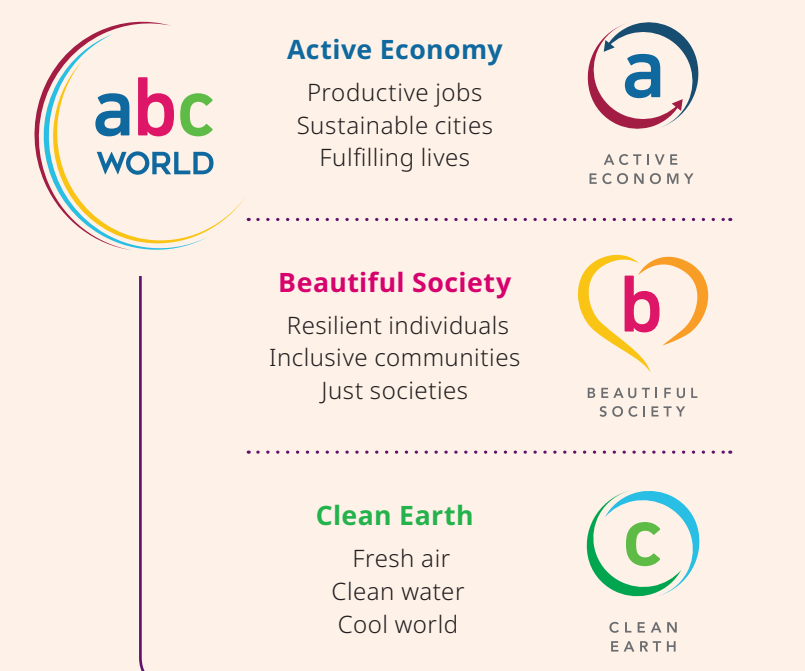 abc
WORLD
Active Economy
Productive jobs
Sustainable cities
Fulfilling lives
a
ACTIVE
ECONOMY
Beautiful Society
Resilient individuals
Inclusive communities
Just societies
b
BEAUTIFUL
SOCIETY
Clean Earth
Fresh air
Clean water
Cool world
c
CLEAN
EARTH